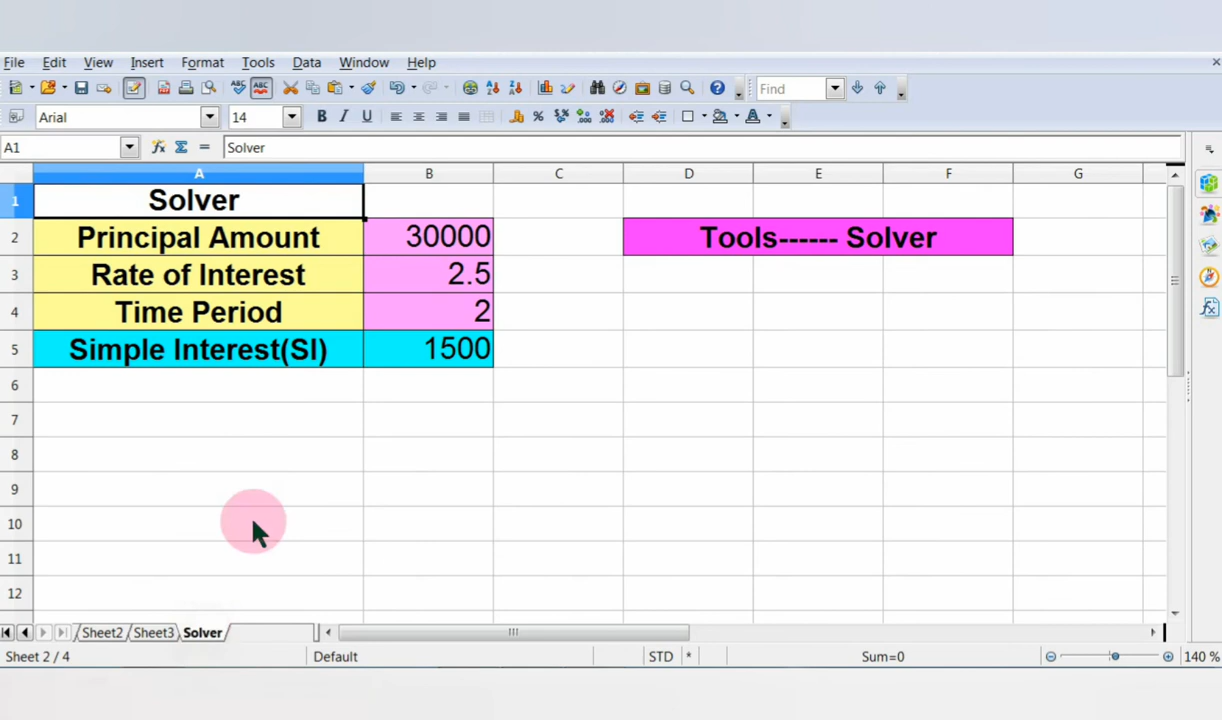 File Edit View Insert Format Tools Data Window Help
Find
Arial 14
A1 Solver
A B C D E F G
1 Solver
2 Principal Amount 30000 Tools------ Solver
3 Rate of Interest 2.5
4 Time Period 2
5 Simple Interest(SI) 1500
6
7
8
9
10
11
12
Sheet2 Sheet3 Solver
Sheet 2 / 4 Default STD * Sum=0 140 %